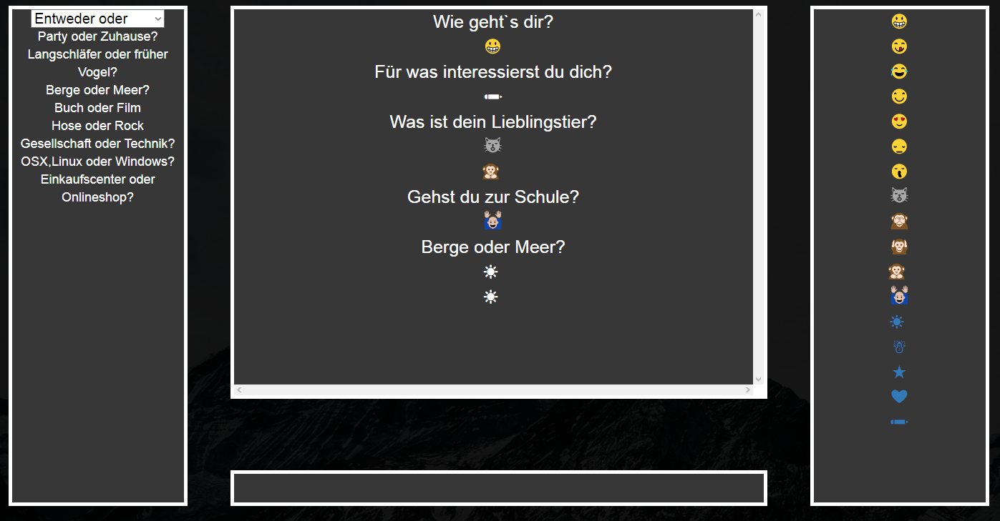 Entweder oder
Party oder Zuhause?
Langschläfer oder früher
Vogel?
Berge oder Meer?
Buch oder Film
Hose oder Rock
Gesellschaft oder Technik?
OSX,Linux oder Windows?
Einkaufscenter oder
Onlineshop?
Wie geht`s dir?
Für was interessierst du dich?
Was ist dein Lieblingstier?
Gehst du zur Schule?
Berge oder Meer?